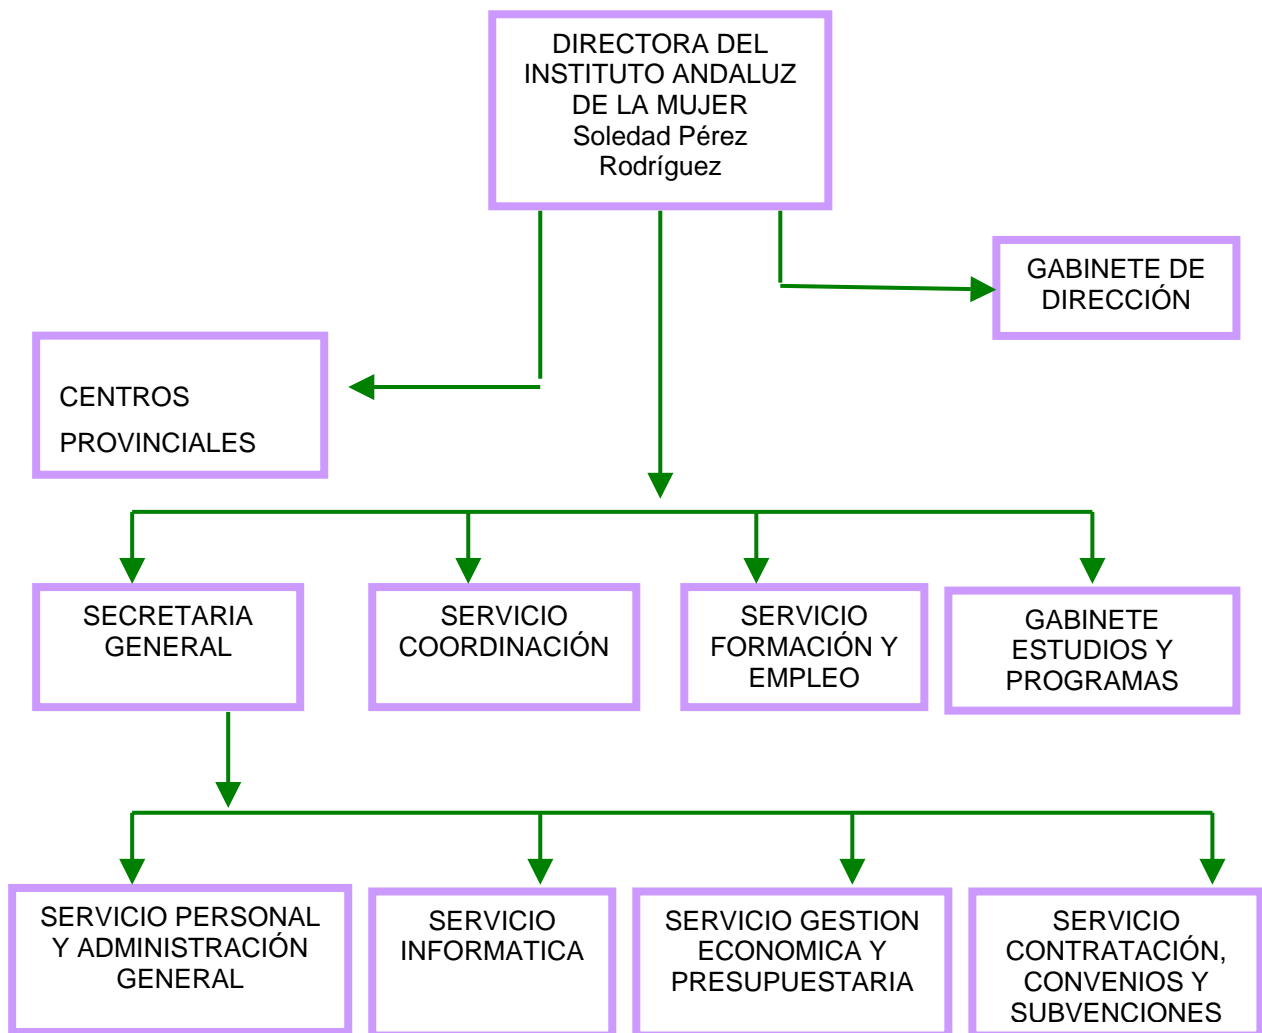 DIRECTORA DEL
INSTITUTO ANDALUZ
DE LA MUJER
Soledad Pérez
Rodríguez
GABINETE DE
DIRECCIÓN
CENTROS
PROVINCIALES
SECRETARIA
GENERAL
SERVICIO
COORDINACIÓN
SERVICIO
FORMACIÓN Y
EMPLEO
GABINETE
ESTUDIOS Y
PROGRAMAS
SERVICIO PERSONAL
Y ADMINISTRACIÓN
GENERAL
SERVICIO
INFORMATICA
SERVICIO GESTION
ECONOMICA Y
PRESUPUESTARIA
SERVICIO
CONTRATACIÓN,
CONVENIOS Y
SUBVENCIONES